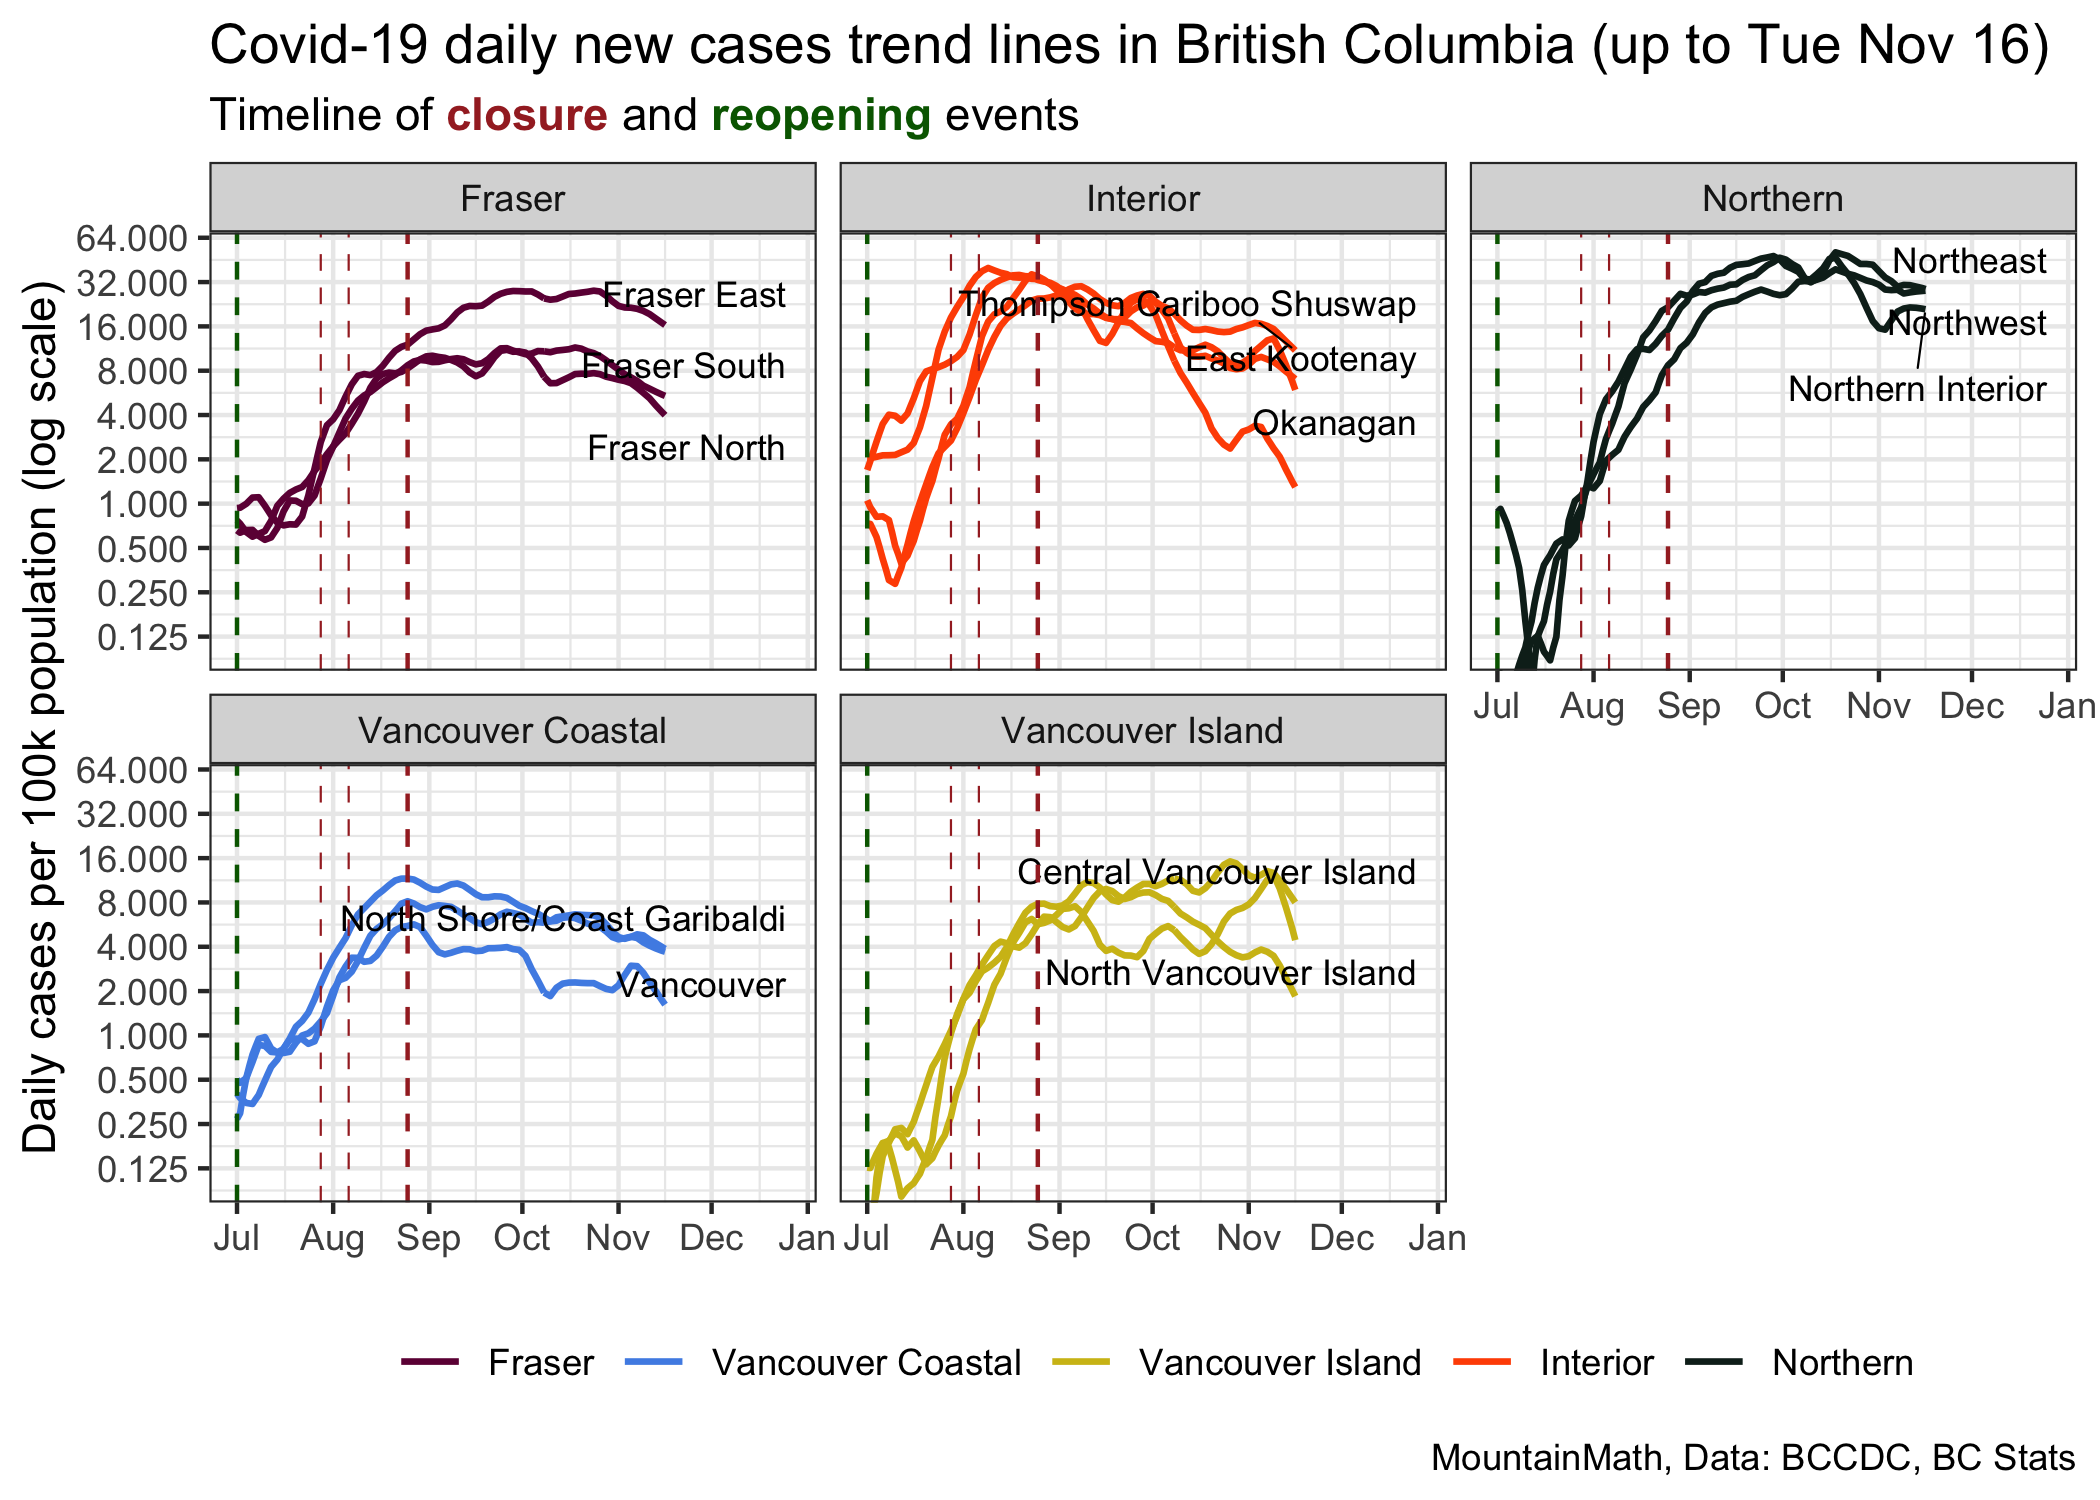 Covid-19 daily new cases trend lines in British Columbia (up to Tue Nov 16)
Timeline of closure and reopening events
Daily cases per 100k population (log scale)
Fraser
Interior
Northern
64.000
32.000
16.000
8.000
4.000
2.000
1.000
0.500
0.250
0.125
Fraser East
Fraser South
Fraser North
Thompson Cariboo Shuswap
East Kootenay
Okanagan
Northeast
Northwest
Northern Interior
Jul Aug Sep Oct Nov Dec Jan
Vancouver Coastal
Vancouver Island
64.000
32.000
16.000
8.000
4.000
2.000
1.000
0.500
0.250
0.125
North Shore/Coast Garibaldi
Vancouver
Central Vancouver Island
North Vancouver Island
Jul Aug Sep Oct Nov Dec Jan
Jul Aug Sep Oct Nov Dec Jan
Fraser Vancouver Coastal Vancouver Island Interior Northern
MountainMath, Data: BCCDC, BC Stats